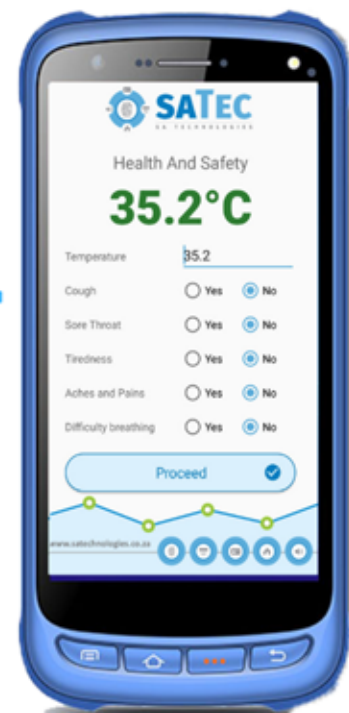 SATEC
SA TECHNOLOGIES
Health And Safety
35.2°C
Temperature 35.2
Cough Yes No
Sore Throat Yes No
Tiredness Yes No
Aches and Pains Yes No
Difficulty breathing Yes No
Proceed
www.satechnologies.co.za